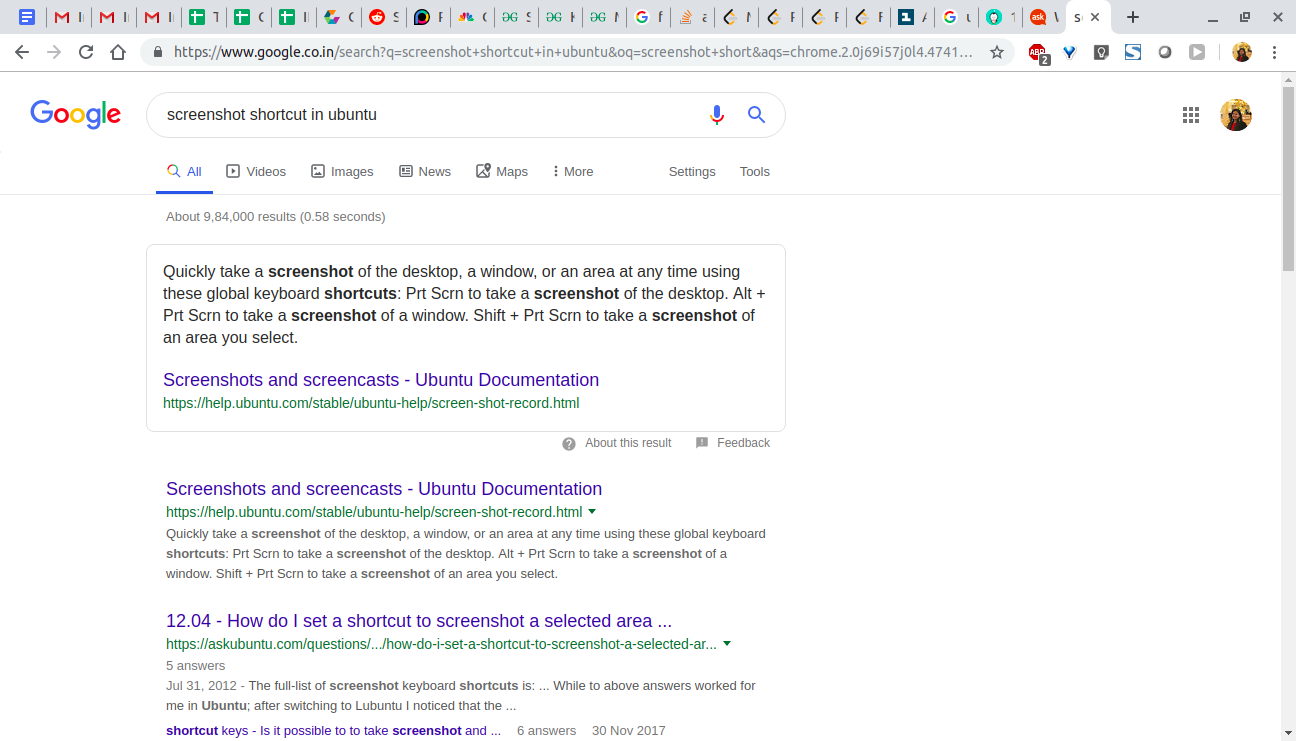 https://www.google.co.in/search?q=screenshot+shortcut+in+ubuntu&oq=screenshot+short&aqs=chrome.2.0j69i57j0l4.4741...
ABP
2
Google
screenshot shortcut in ubuntu
All Videos Images News Maps More Settings Tools
About 9,84,000 results (0.58 seconds)
Quickly take a screenshot of the desktop, a window, or an area at any time using
these global keyboard shortcuts: Prt Scrn to take a screenshot of the desktop. Alt +
Prt Scrn to take a screenshot of a window. Shift + Prt Scrn to take a screenshot of
an area you select.
Screenshots and screencasts - Ubuntu Documentation
https://help.ubuntu.com/stable/ubuntu-help/screen-shot-record.html
About this result Feedback
Screenshots and screencasts - Ubuntu Documentation
https://help.ubuntu.com/stable/ubuntu-help/screen-shot-record.html
Quickly take a screenshot of the desktop, a window, or an area at any time using these global keyboard
shortcuts: Prt Scrn to take a screenshot of the desktop. Alt + Prt Scrn to take a screenshot of a
window. Shift + Prt Scrn to take a screenshot of an area you select.
12.04 - How do I set a shortcut to screenshot a selected area ...
https://askubuntu.com/questions/.../how-do-i-set-a-shortcut-to-screenshot-a-selected-ar...
5 answers
Jul 31, 2012 - The full-list of screenshot keyboard shortcuts is: ... While to above answers worked for
me in Ubuntu; after switching to Lubuntu I noticed that the ...
shortcut keys - Is it possible to to take screenshot and ... 6 answers 30 Nov 2017